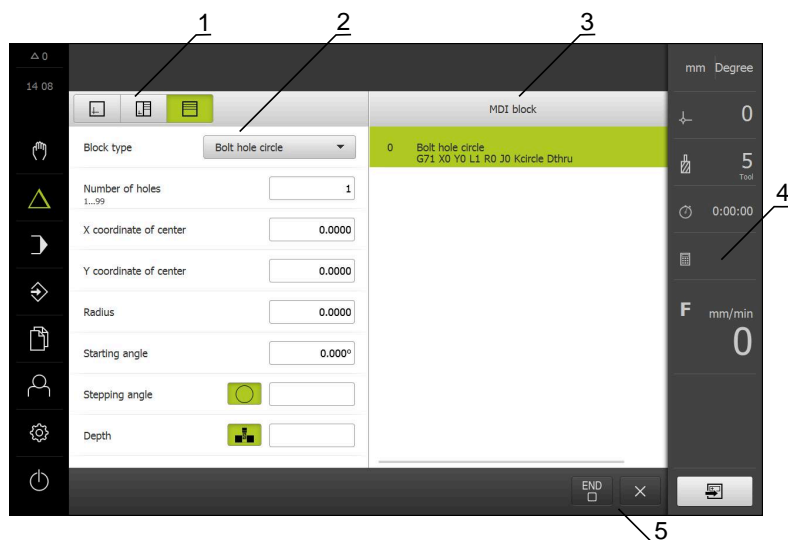 1
2
3
△ 0
mm Degree
14 08
MDI block
0
Block type
Bolt hole circle
0 Bolt hole circle
G71 X0 Y0 L1 R0 J0 Kcircle Dthru
5
Tool
Number of holes
1...99
1
4
0:00:00
X coordinate of center
0.0000
Y coordinate of center
0.0000
Radius
0.0000
F mm/min
0
Starting angle
0.000°
Stepping angle
Depth
END
5